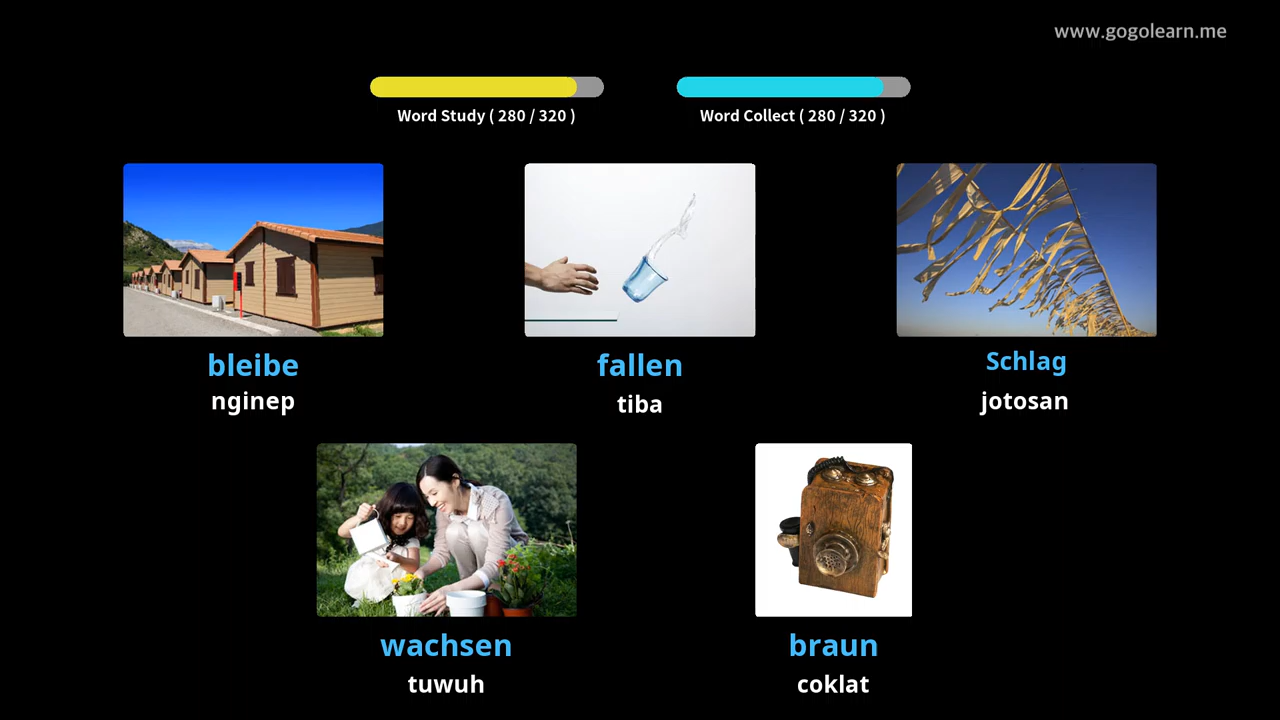 www.gogolearn.me
Word Study ( 280 / 320 )
Word Collect ( 280 / 320 )
bleibe
nginep
fallen
tiba
Schlag
jotosan
wachsen
tuwuh
braun
coklat